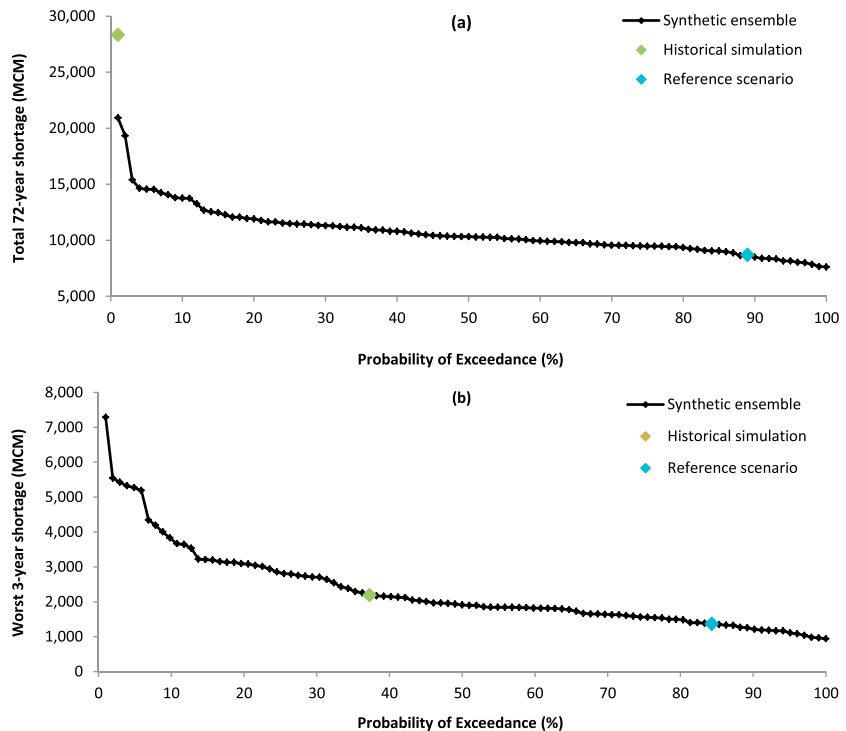 (a)
Synthetic ensemble
Historical simulation
Reference scenario
Total 72-year shortage (MCM)
30,000
25,000
20,000
15,000
10,000
5,000
0 10 20 30 40 50 60 70 80 90 100
Probability of Exceedance (%)
(b)
Synthetic ensemble
Historical simulation
Reference scenario
Worst 3-year shortage (MCM)
8,000
7,000
6,000
5,000
4,000
3,000
2,000
1,000
0
0 10 20 30 40 50 60 70 80 90 100
Probability of Exceedance (%)